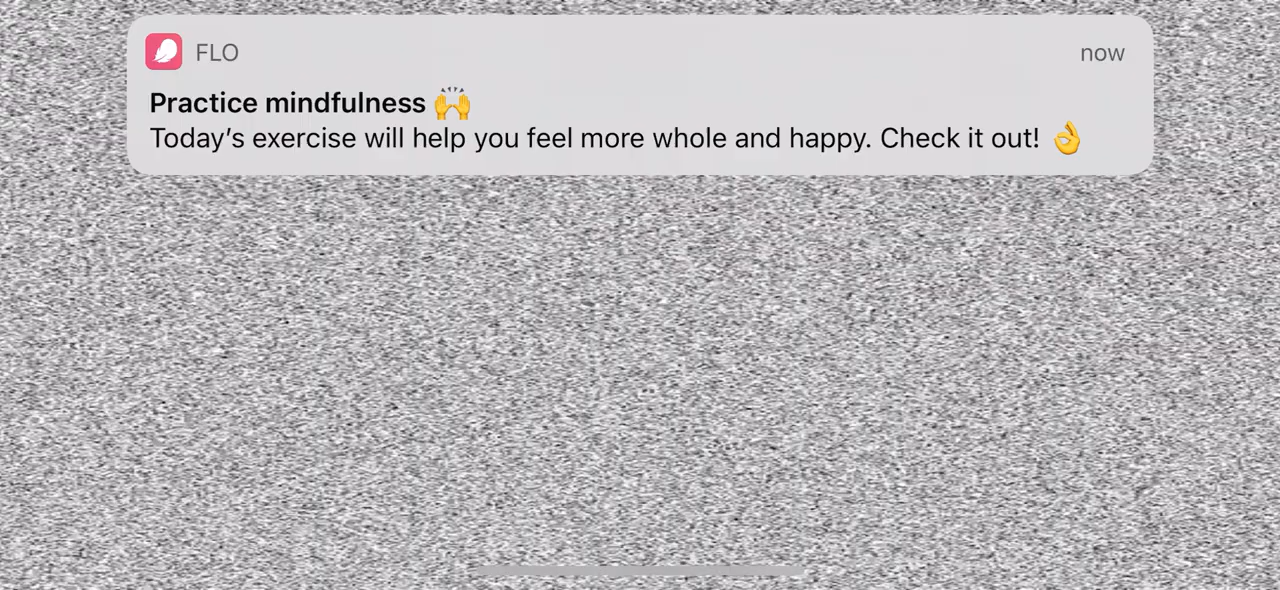 FLO now
Practice mindfulness 🙌
Today’s exercise will help you feel more whole and happy. Check it out! 👌